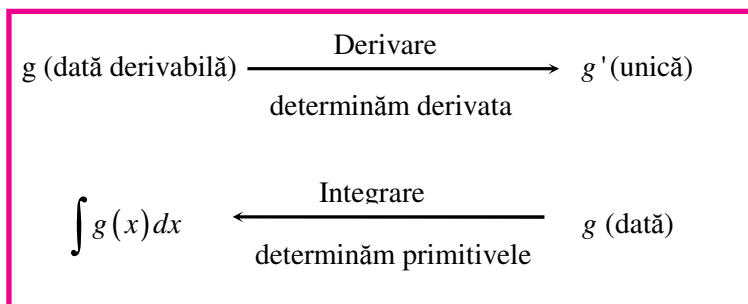 Derivare
g (dată derivabilă) g '(unică)
determinăm derivata
Integrare
∫ g(x)dx g (dată)
determinăm primitivele